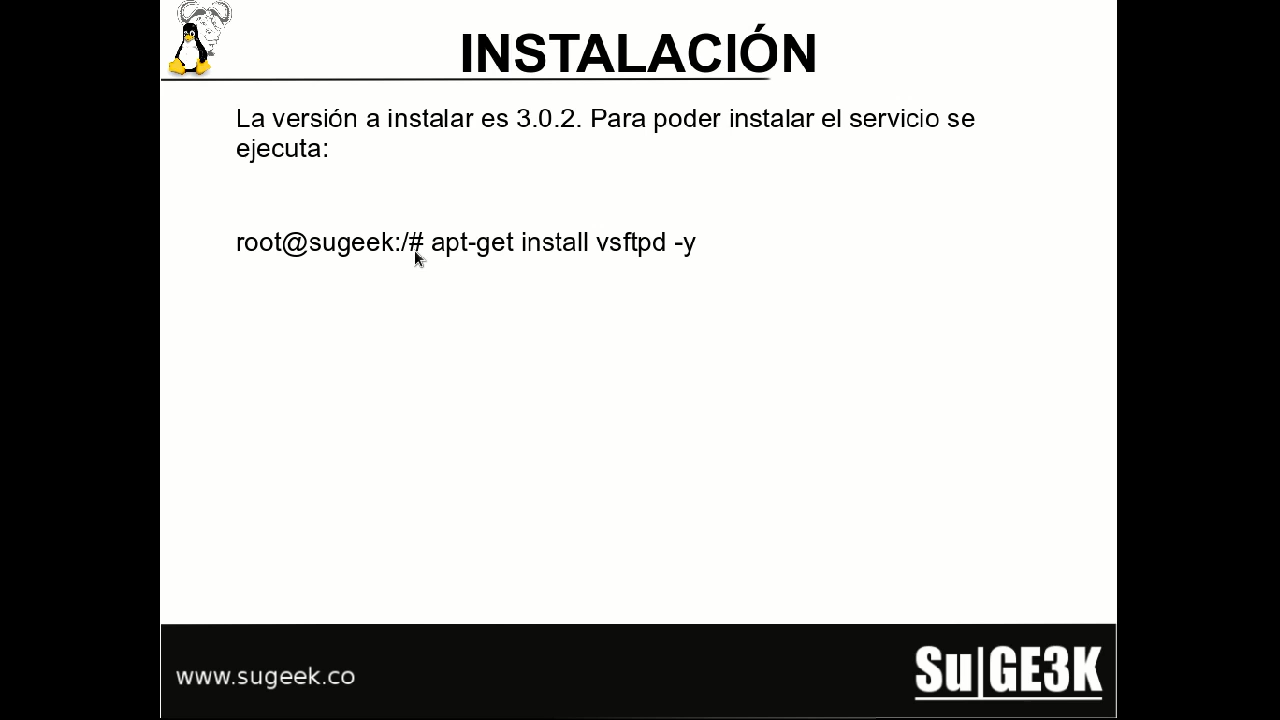 INSTALACIÓN
La versión a instalar es 3.0.2. Para poder instalar el servicio se
ejecuta:
root@sugeek:/# apt-get install vsftpd -y
www.sugeek.co
Su|GE3K